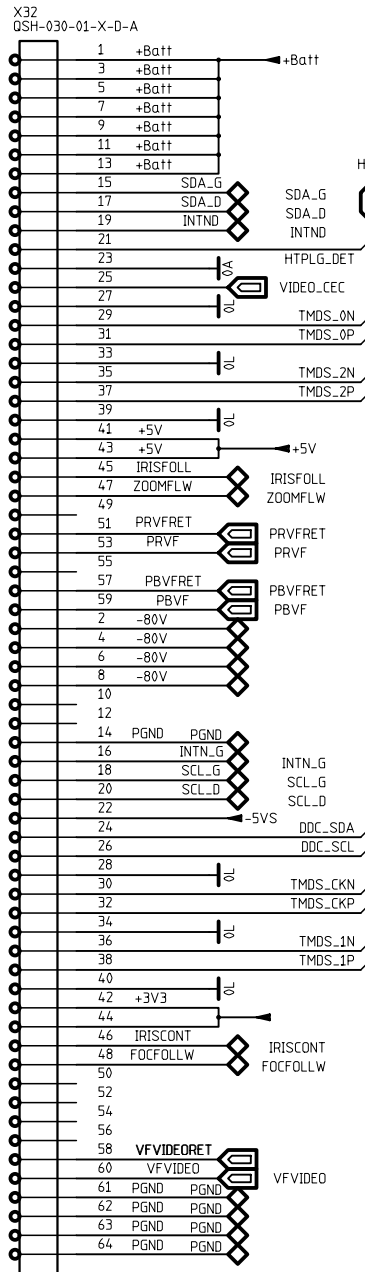 X32
QSH-030-01-X-D-A
1 +Batt +Batt
3 +Batt
5 +Batt
7 +Batt
9 +Batt
11 +Batt
13 +Batt
H
15 SDA_G SDA_G
17 SDA_D SDA_D
19 INTND INTND
21
23 0A HTPLG_DET
25 VIDEO_CEC
27 0L
29 TMDS_0N
31 TMDS_0P
33 0L
35 TMDS_2N
37 TMDS_2P
39 0L
41 +5V
43 +5V +5V
45 IRISFOLL IRISFOLL
47 ZOOMFLW ZOOMFLW
49
51 PRVFRET PRVFRET
53 PRVF PRVF
55
57 PBVFRET PBVFRET
59 PBVF PBVF
2 -80V
4 -80V
6 -80V
8 -80V
10
12
14 PGND PGND
16 INTN_G INTN_G
18 SCL_G SCL_G
20 SCL_D SCL_D
22 -5VS
24 DDC_SDA
26 DDC_SCL
28 0L
30 TMDS_CKN
32 TMDS_CKP
34 0L
36 TMDS_1N
38 TMDS_1P
40 0L
42 +3V3
44
46 IRISCONT IRISCONT
48 FOCFOLLW FOCFOLLW
50
52
54
56
58 VFVIDEORET
60 VFVIDEO VFVIDEO
61 PGND PGND
62 PGND PGND
63 PGND PGND
64 PGND PGND